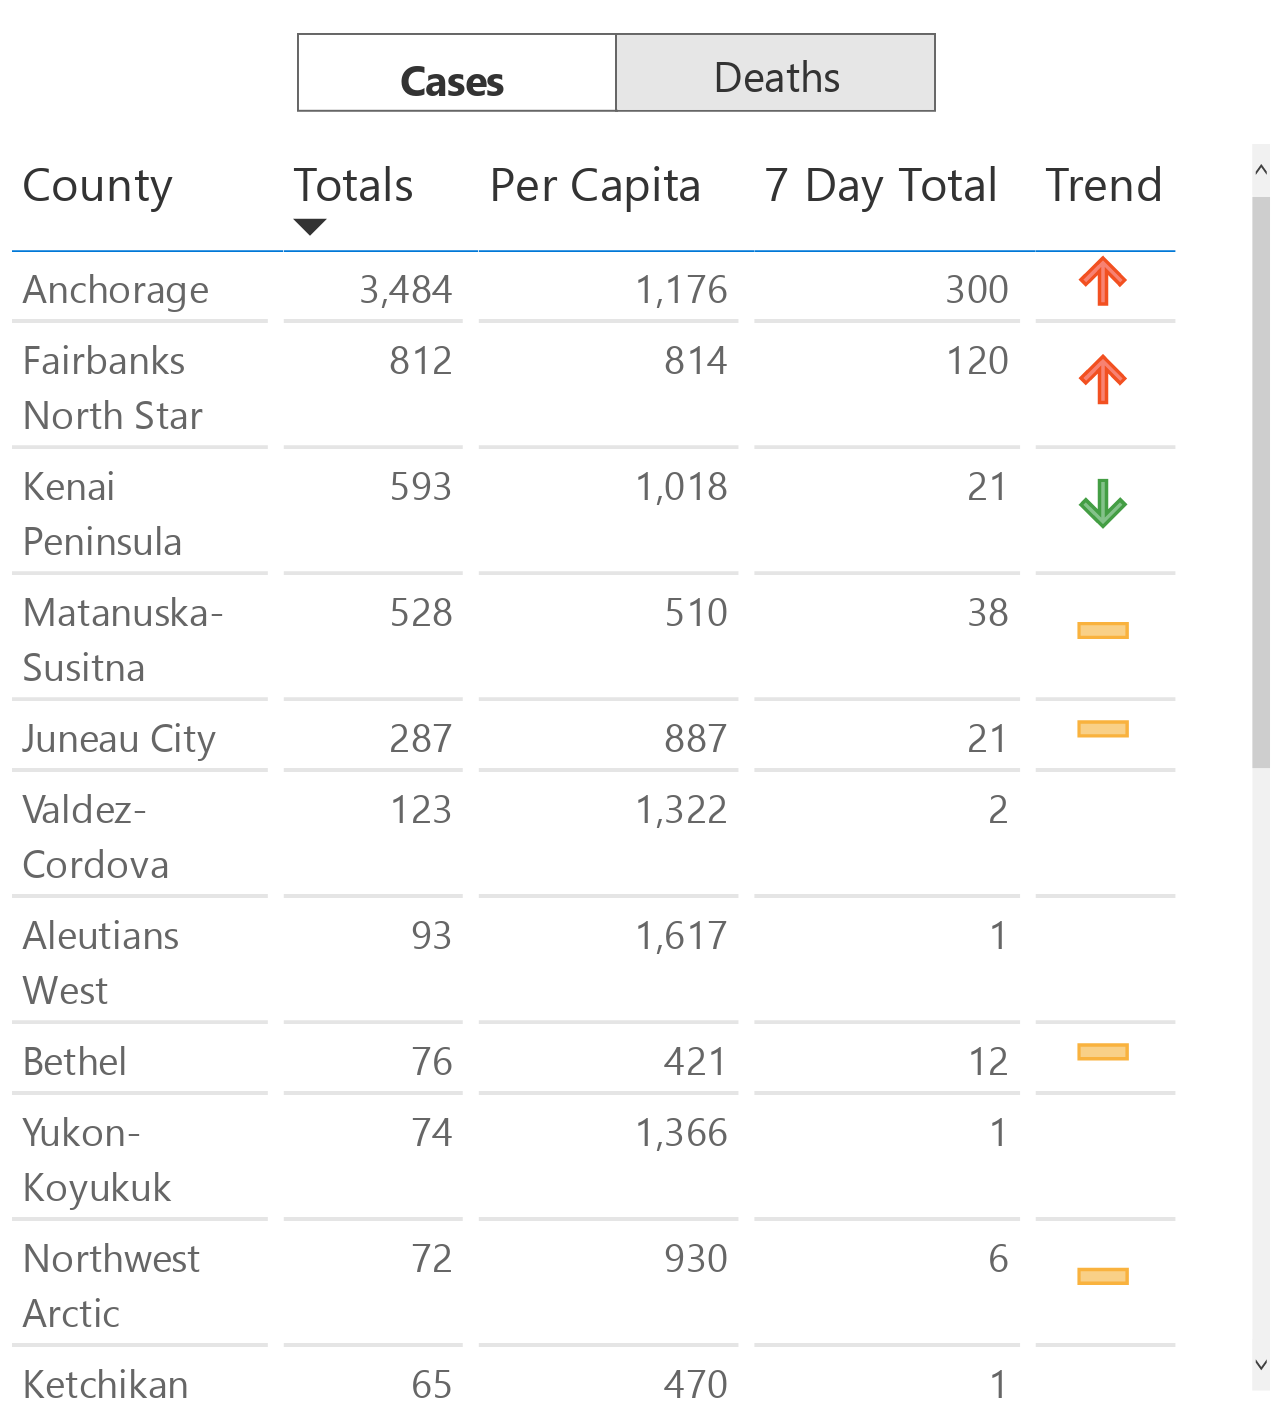 Cases Deaths
County Totals Per Capita 7 Day Total Trend
Anchorage 3,484 1,176 300
Fairbanks 812 814 120
North Star
Kenai 593 1,018 21
Peninsula
Matanuska- 528 510 38
Susitna
Juneau City 287 887 21
Valdez- 123 1,322 2
Cordova
Aleutians 93 1,617 1
West
Bethel 76 421 12
Yukon- 74 1,366 1
Koyukuk
Northwest 72 930 6
Arctic
Ketchikan 65 470 1